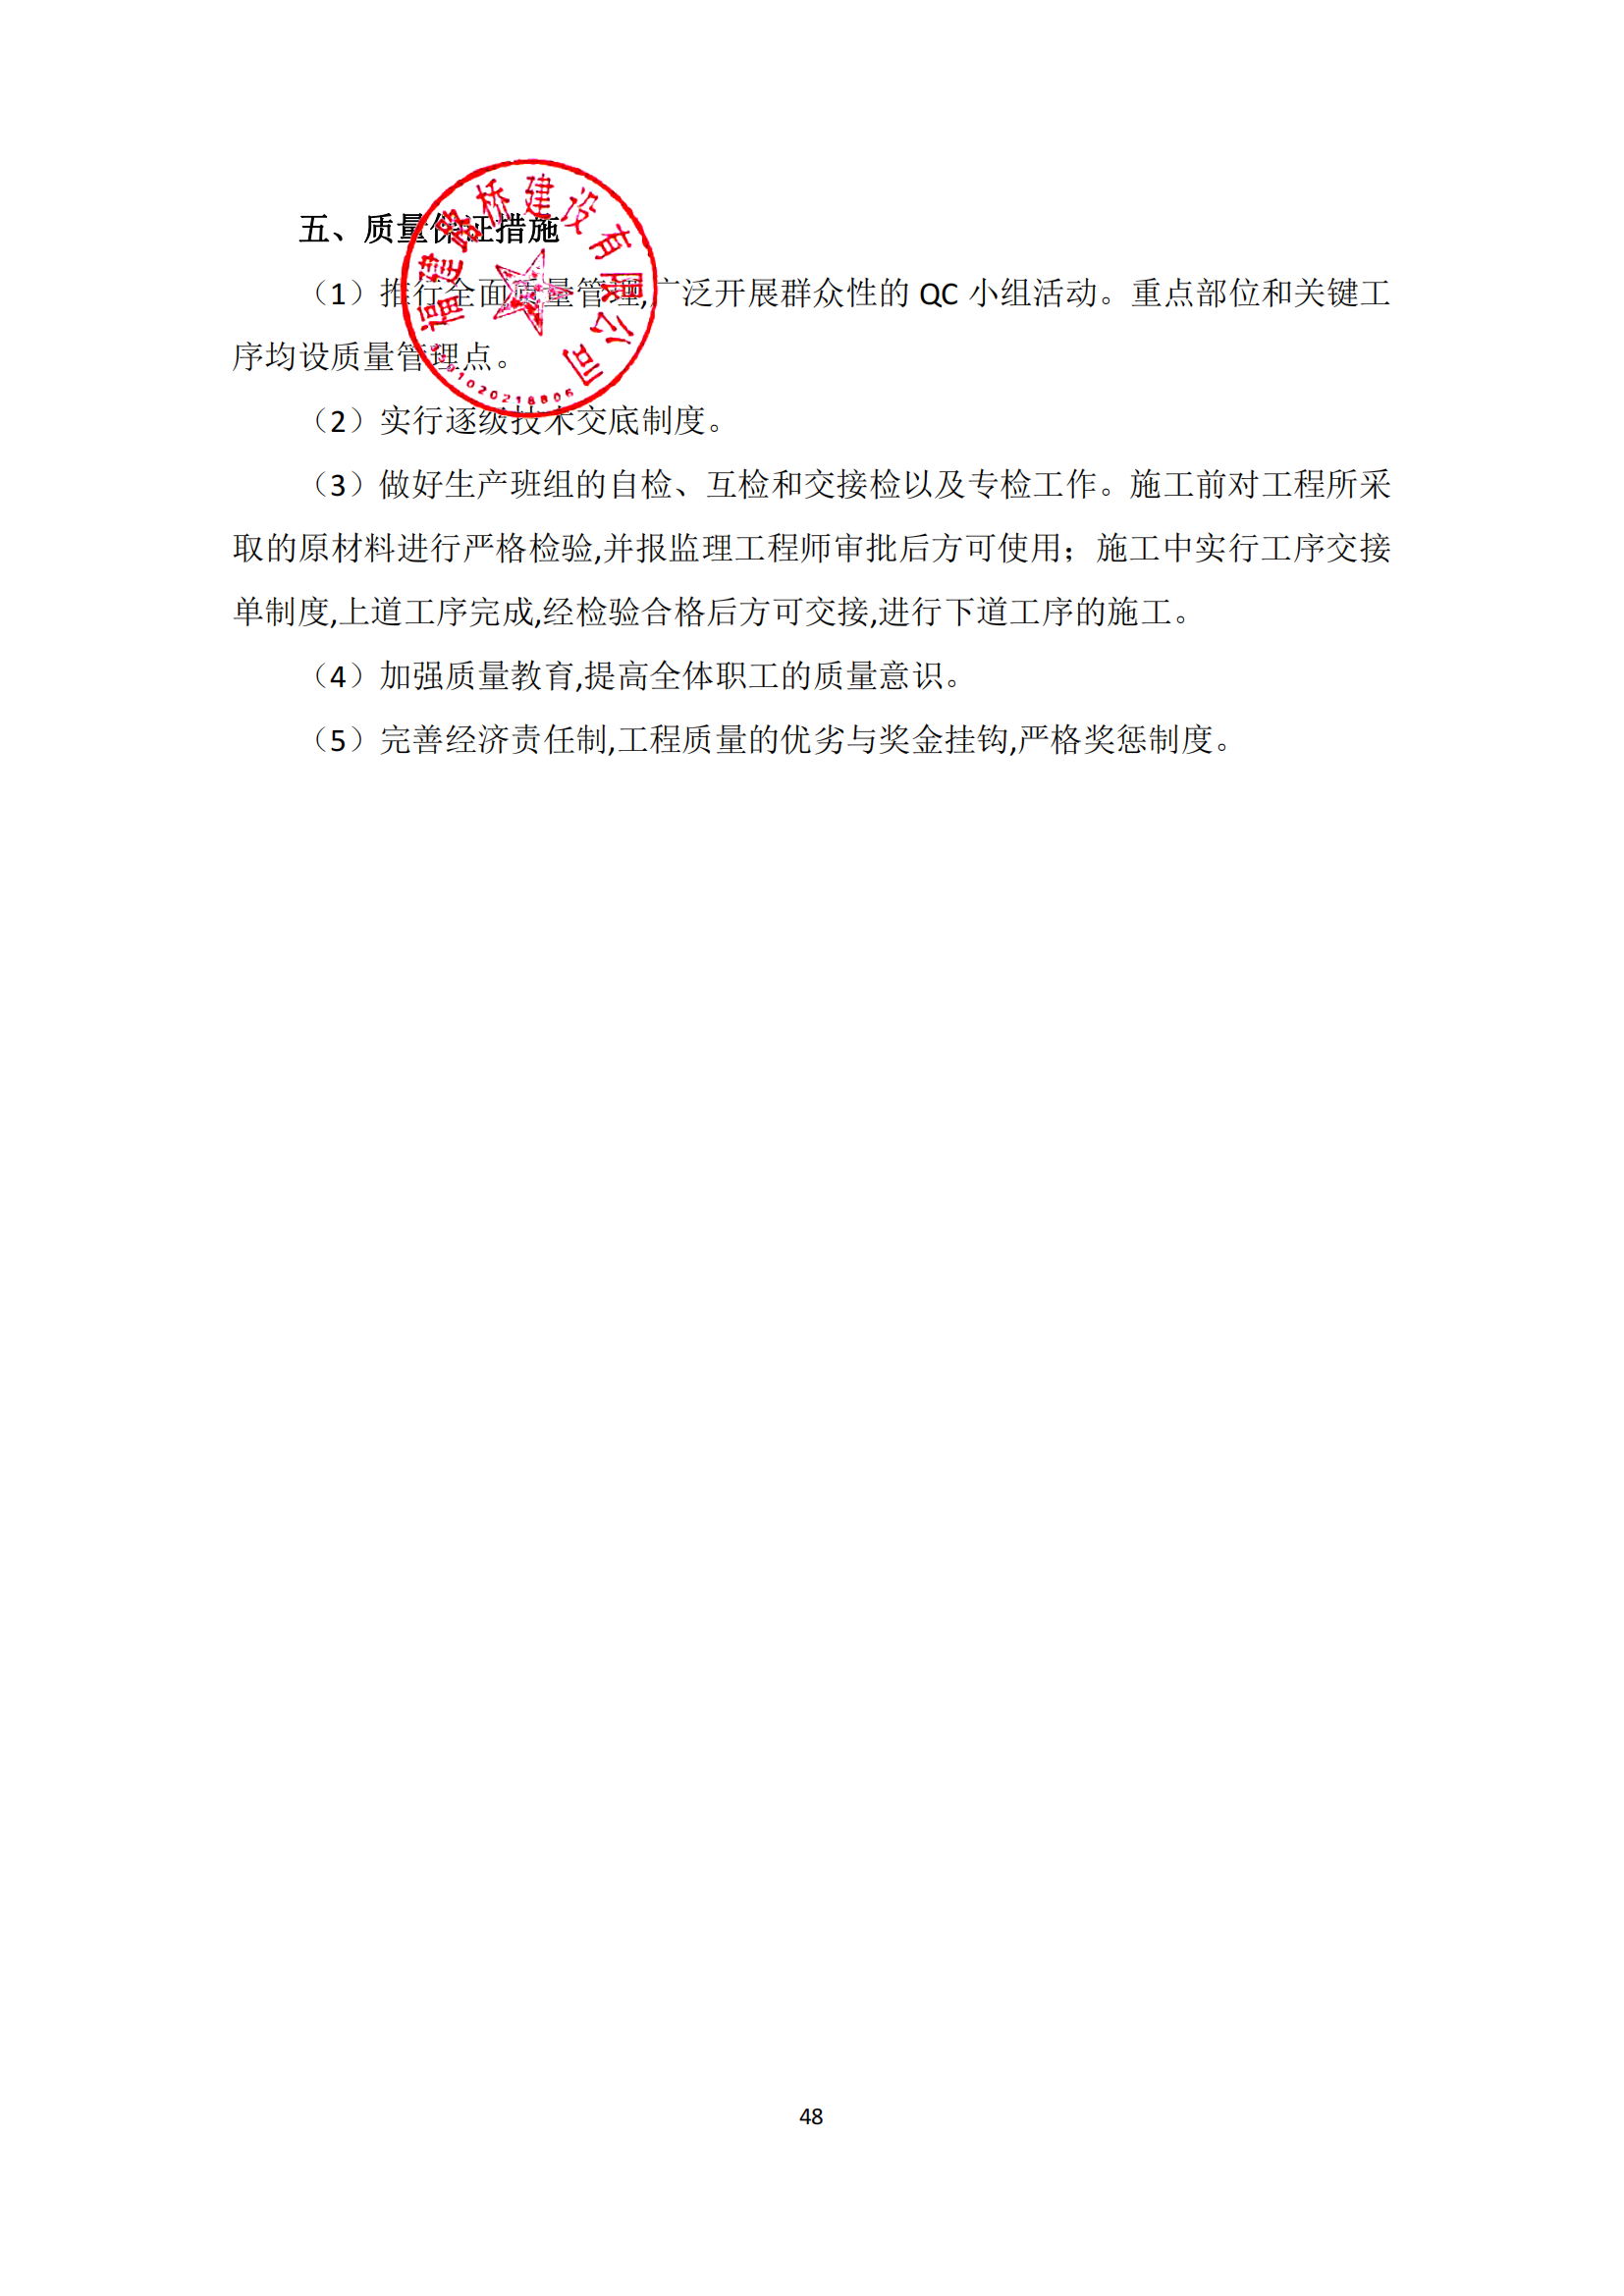 五、质量保证措施
（1）推行全面质量管理,广泛开展群众性的 QC 小组活动。重点部位和关键工
序均设质量管理点。
（2）实行逐级技术交底制度。
（3）做好生产班组的自检、互检和交接检以及专检工作。施工前对工程所采
取的原材料进行严格检验,并报监理工程师审批后方可使用；施工中实行工序交接
单制度,上道工序完成,经检验合格后方可交接,进行下道工序的施工。
（4）加强质量教育,提高全体职工的质量意识。
（5）完善经济责任制,工程质量的优劣与奖金挂钩,严格奖惩制度。
福建路桥建设有限公司
48